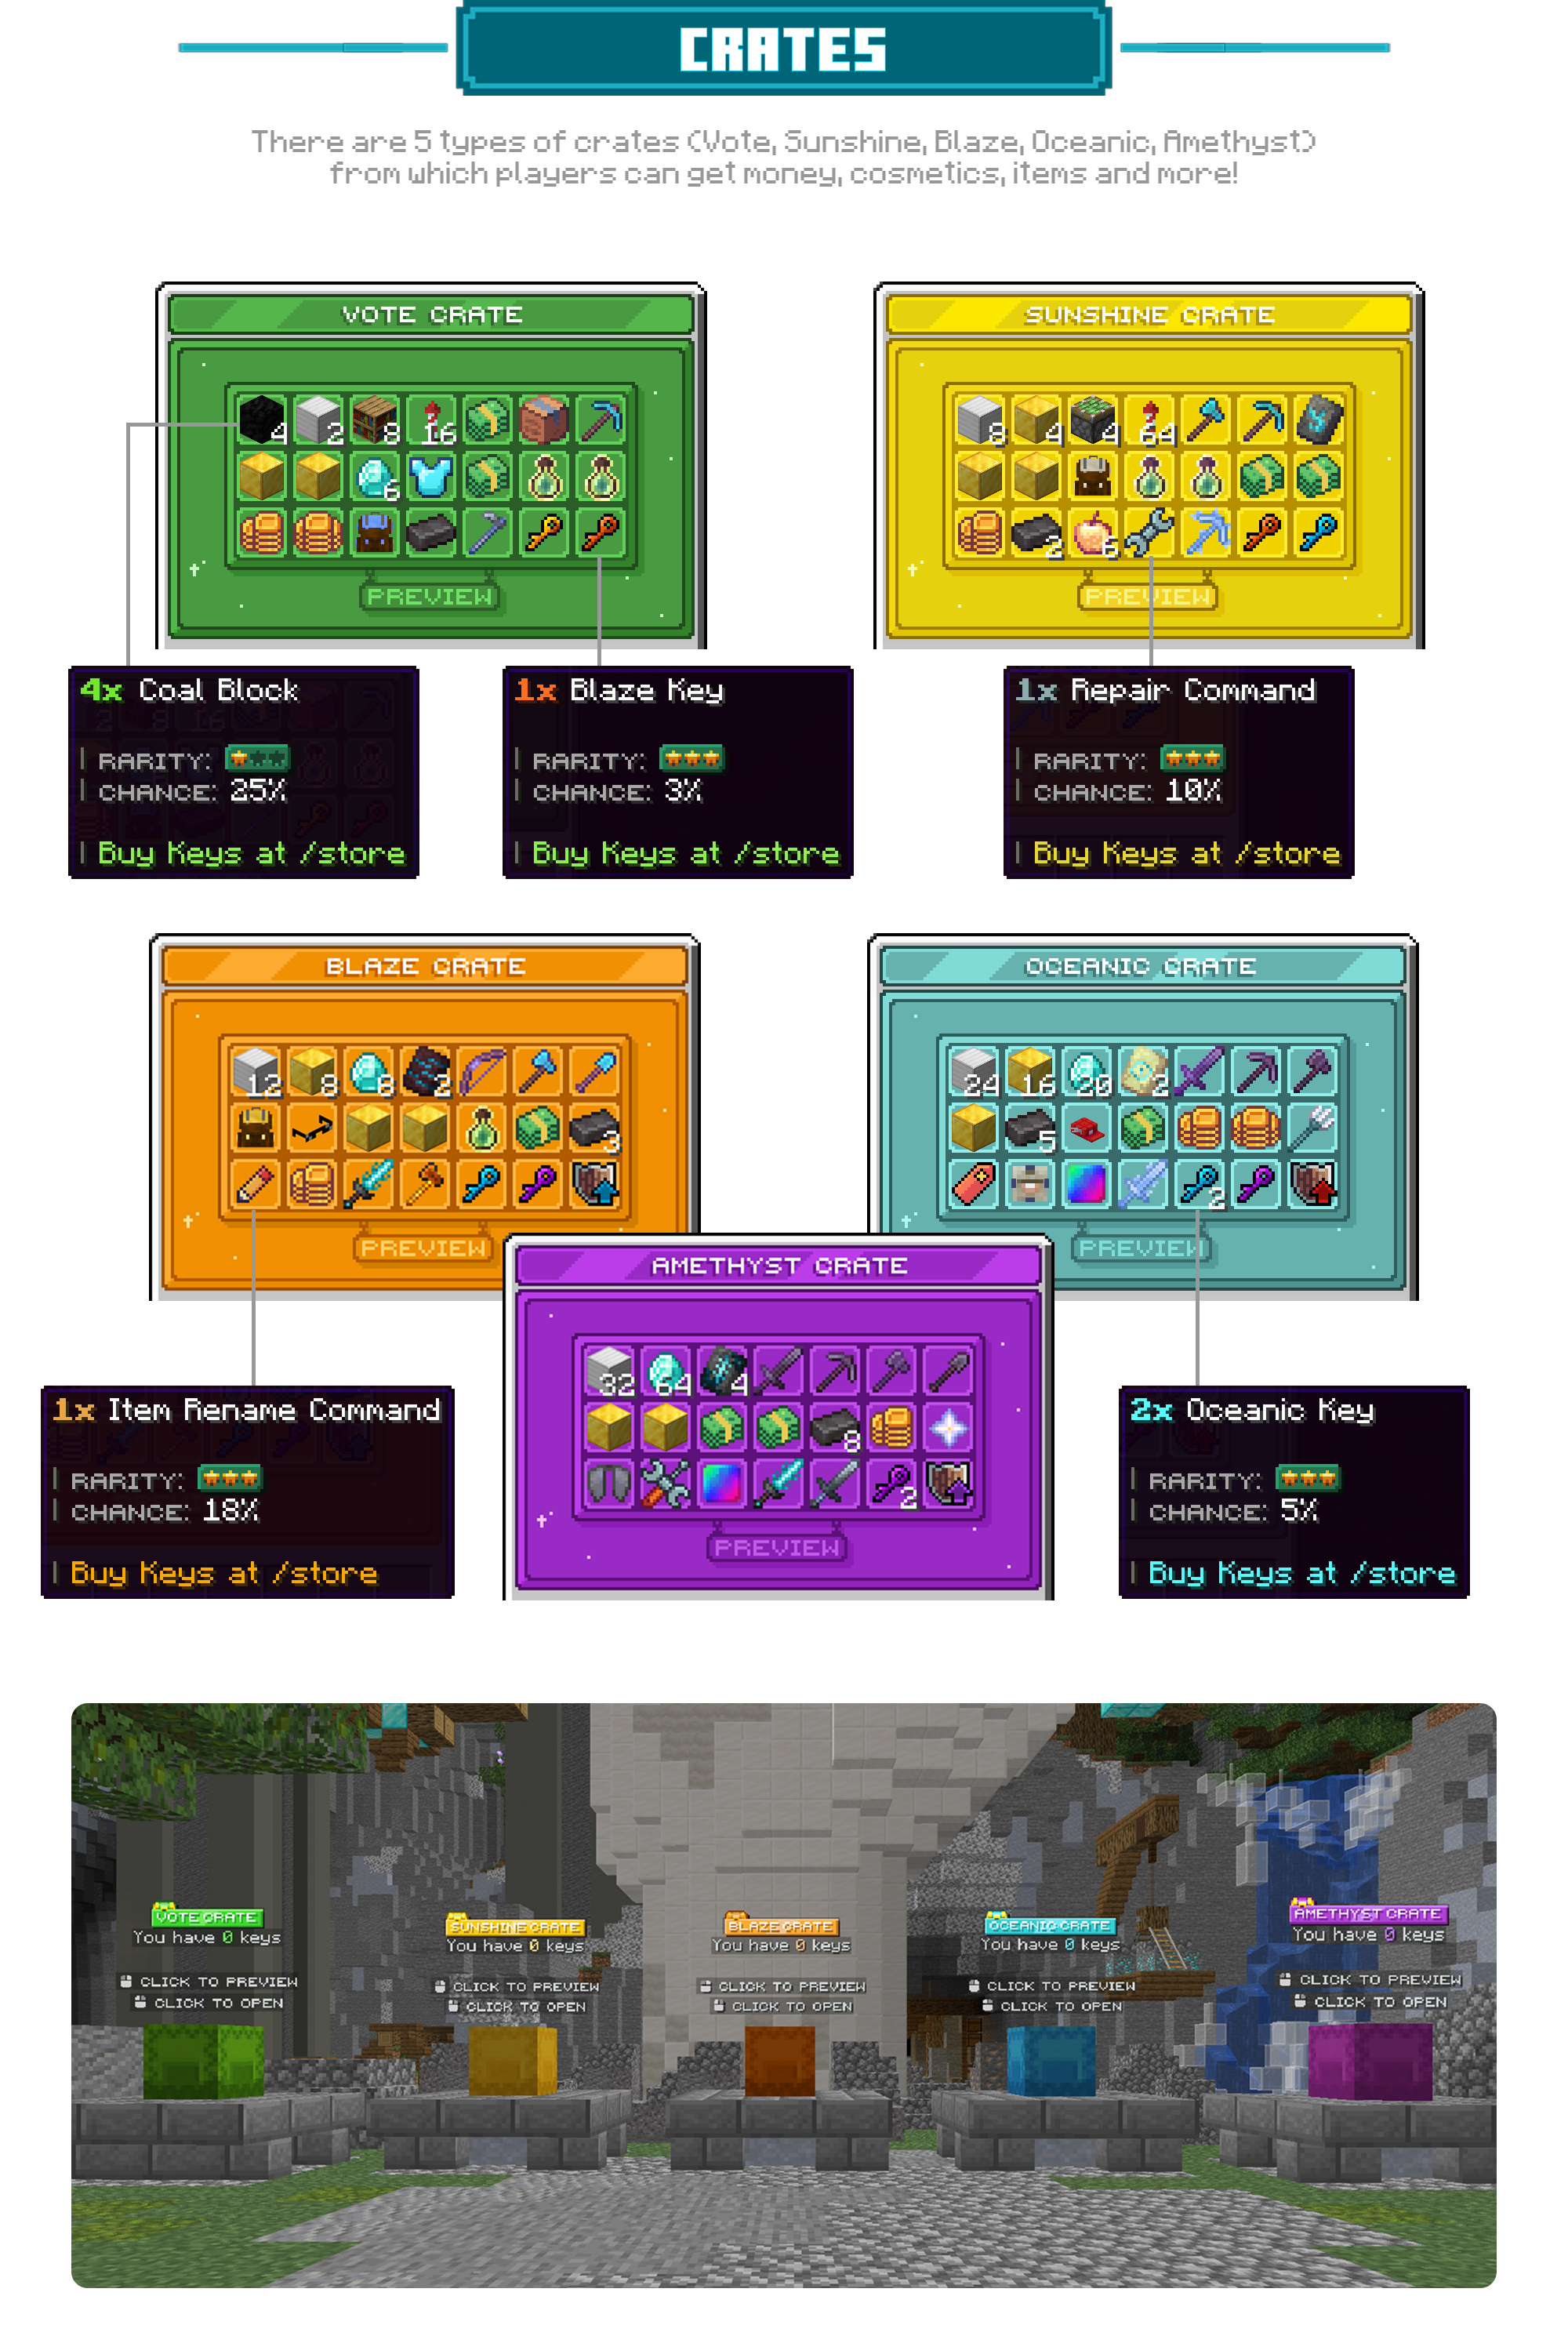 CRATES
There are 5 types of crates (Vote, Sunshine, Blaze, Oceanic, Amethyst)
from which players can get money, cosmetics, items and more!
VOTE CRATE
4 2 8 16
6
PREVIEW
SUNSHINE CRATE
8 4 4 64
2 6
PREVIEW
4x Coal Block
RARITY:
CHANCE: 25%
Buy Keys at /store
1x Blaze Key
RARITY:
CHANCE: 3%
Buy Keys at /store
1x Repair Command
RARITY:
CHANCE: 10%
Buy Keys at /store
BLAZE CRATE
12 8 8 2
3
PREVIEW
OCEANIC CRATE
24 16 20 2
5
2
PREVIEW
AMETHYST CRATE
32 64 4
8
2
PREVIEW
1x Item Rename Command
RARITY:
CHANCE: 18%
Buy Keys at /store
2x Oceanic Key
RARITY:
CHANCE: 5%
Buy Keys at /store
VOTE CRATE
You have 0 keys
CLICK TO PREVIEW
CLICK TO OPEN
SUNSHINE CRATE
You have 0 keys
CLICK TO PREVIEW
CLICK TO OPEN
BLAZE CRATE
You have 0 keys
CLICK TO PREVIEW
CLICK TO OPEN
OCEANIC CRATE
You have 0 keys
CLICK TO PREVIEW
CLICK TO OPEN
AMETHYST CRATE
You have 0 keys
CLICK TO PREVIEW
CLICK TO OPEN